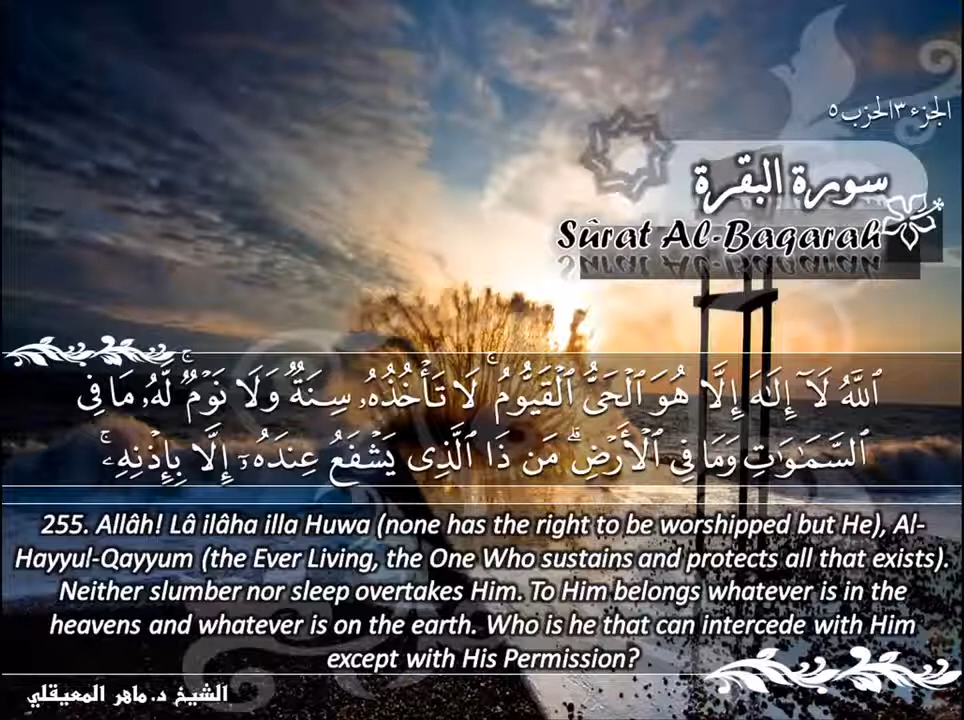 الجزء ٣ الحزب ٥
سورة البقرة
Sûrat Al-Baqarah
ٱللَّهُ لَآ إِلَٰهَ إِلَّا هُوَ ٱلْحَىُّ ٱلْقَيُّومُ ۚ لَا تَأْخُذُهُۥ سِنَةٌ وَلَا نَوْمٌ ۚ لَّهُۥ مَا فِى
ٱلسَّمَٰوَٰتِ وَمَا فِى ٱلْأَرْضِ ۗ مَن ذَا ٱلَّذِى يَشْفَعُ عِندَهُۥٓ إِلَّا بِإِذْنِهِۦ ۚ
255. Allâh! Lâ ilâha illa Huwa (none has the right to be worshipped but He), Al-
Hayyul-Qayyum (the Ever Living, the One Who sustains and protects all that exists).
Neither slumber nor sleep overtakes Him. To Him belongs whatever is in the
heavens and whatever is on the earth. Who is he that can intercede with Him
except with His Permission?
الشيخ د. ماهر المعيقلي